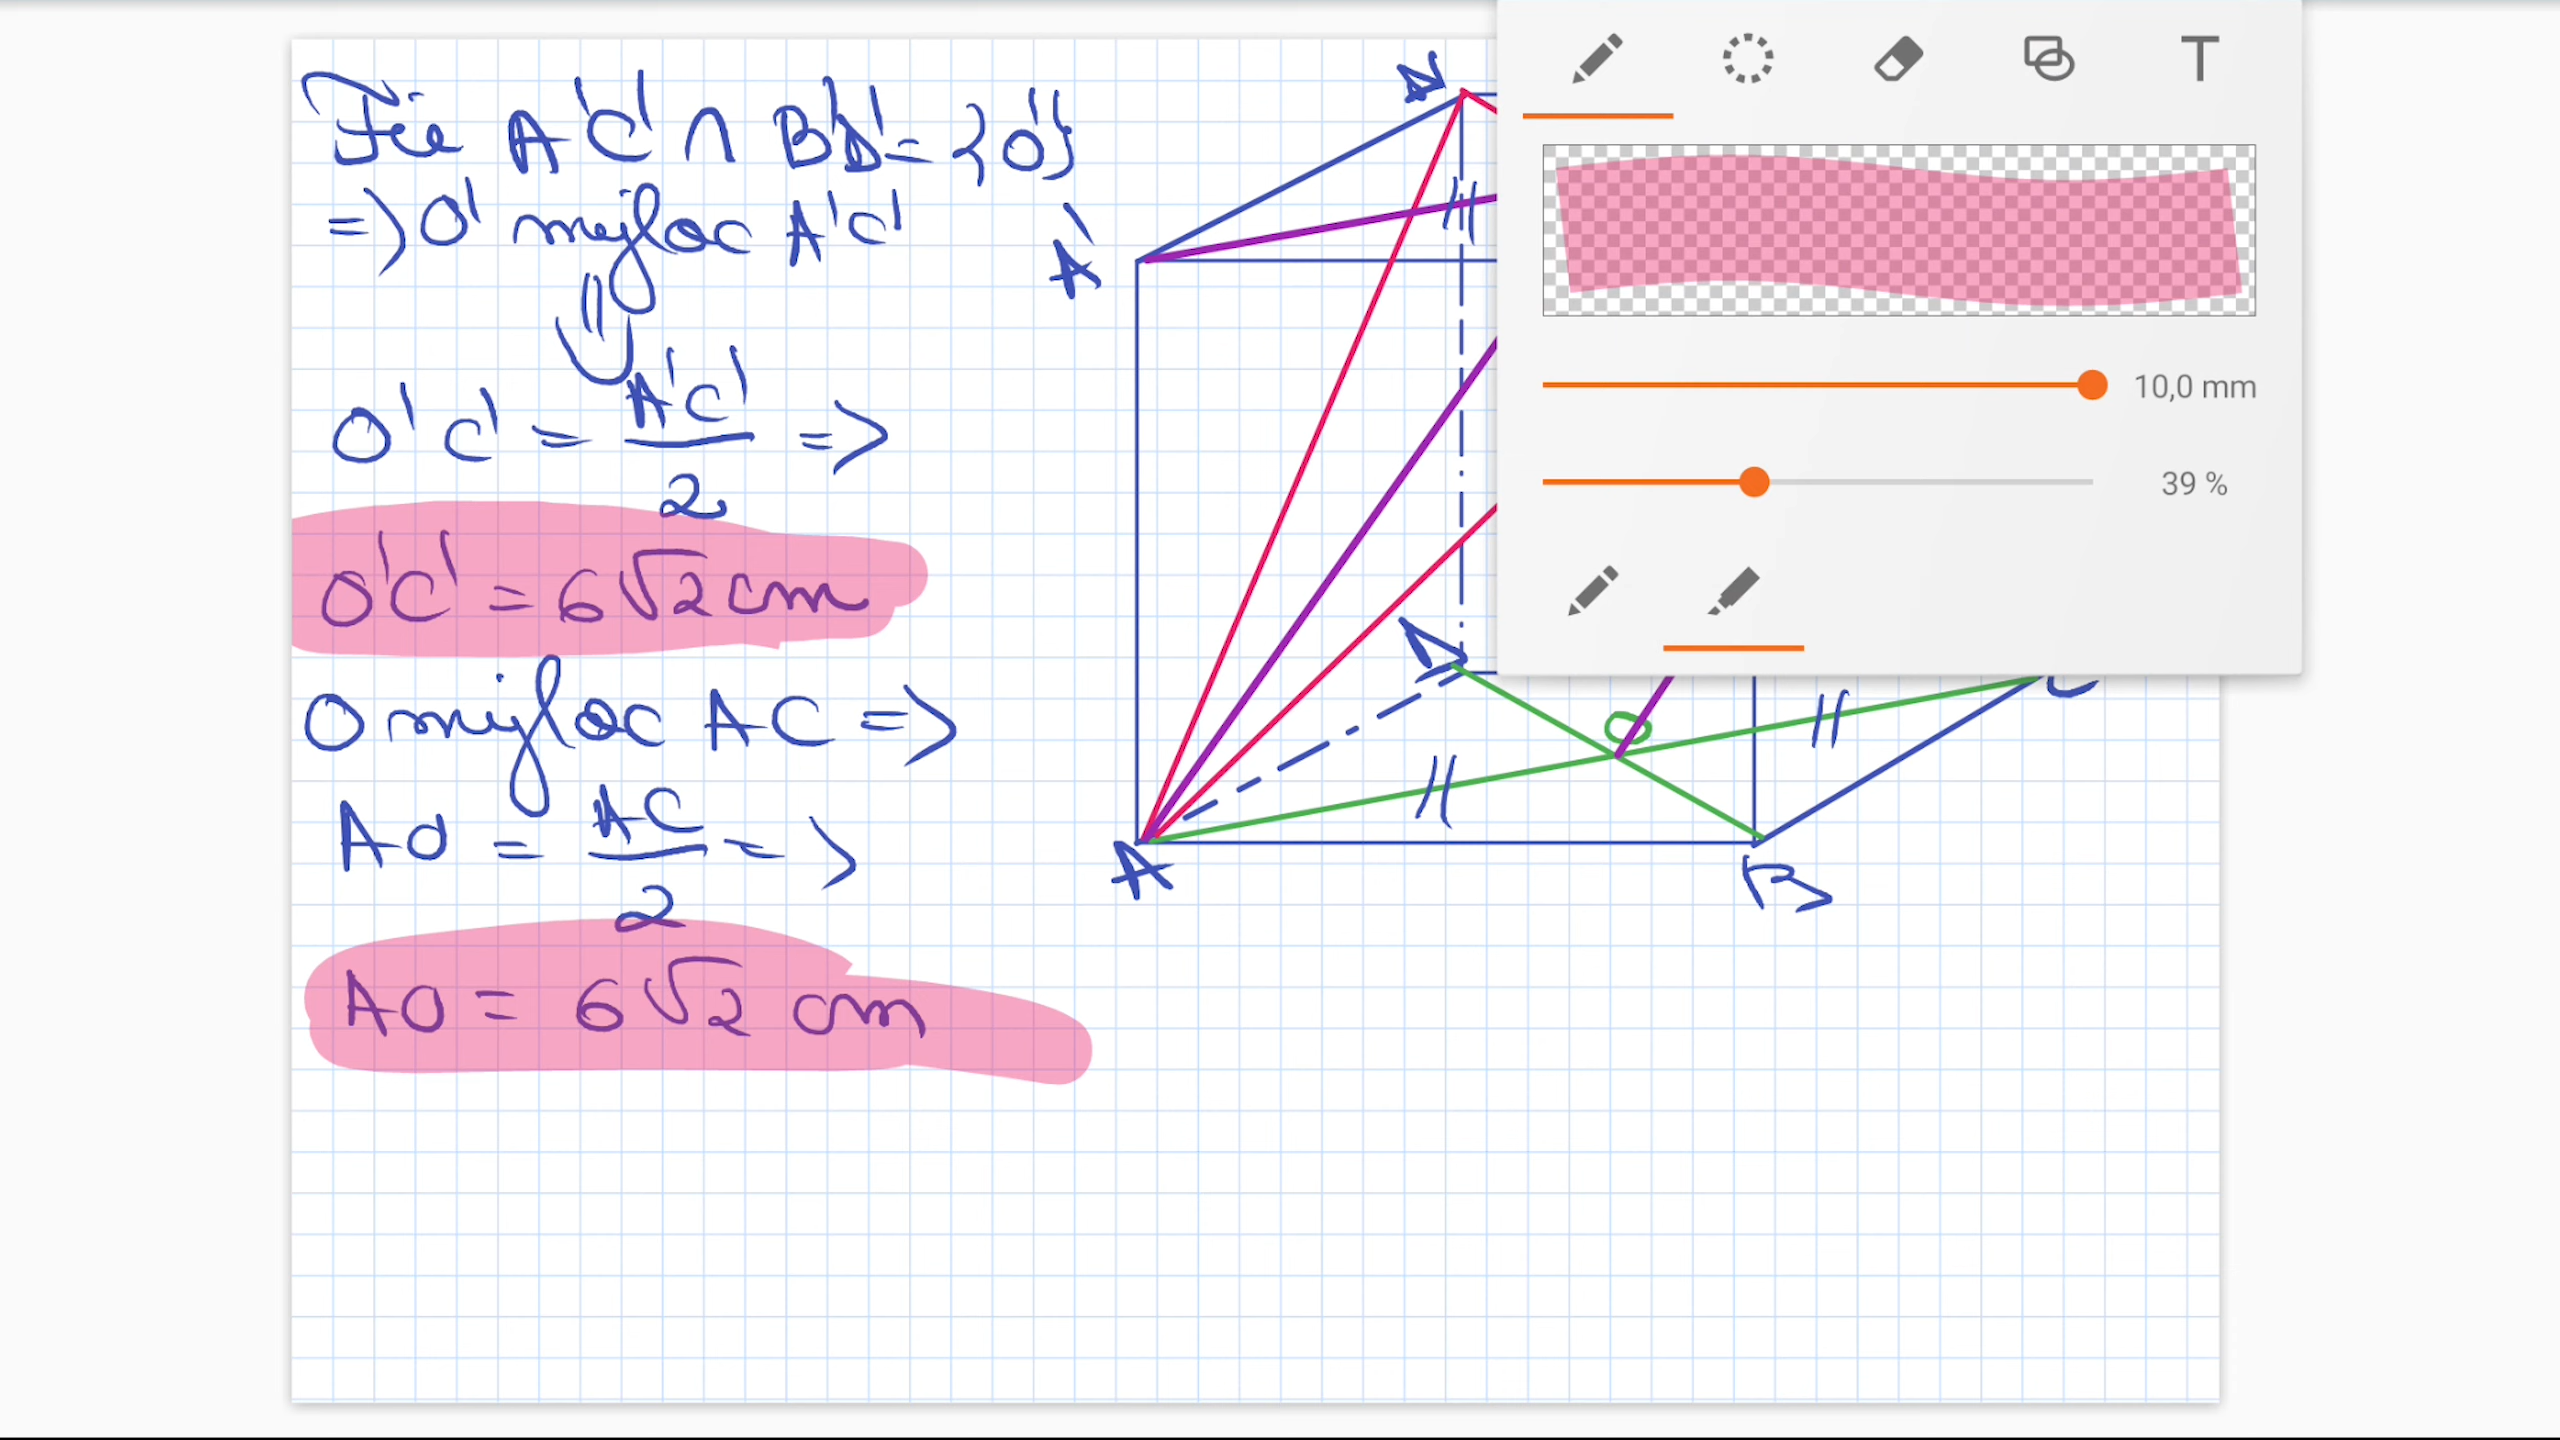 Fie A'C' ∩ B'D' = {O'}
=> O' mijloc A'C'
O'C' = A'C'/2 =>
O'C' = 6√2 cm
O mijloc AC =>
AO = AC/2 =>
AO = 6√2 cm
D'
A'
D
O
C
A
B
T
10,0 mm
39 %